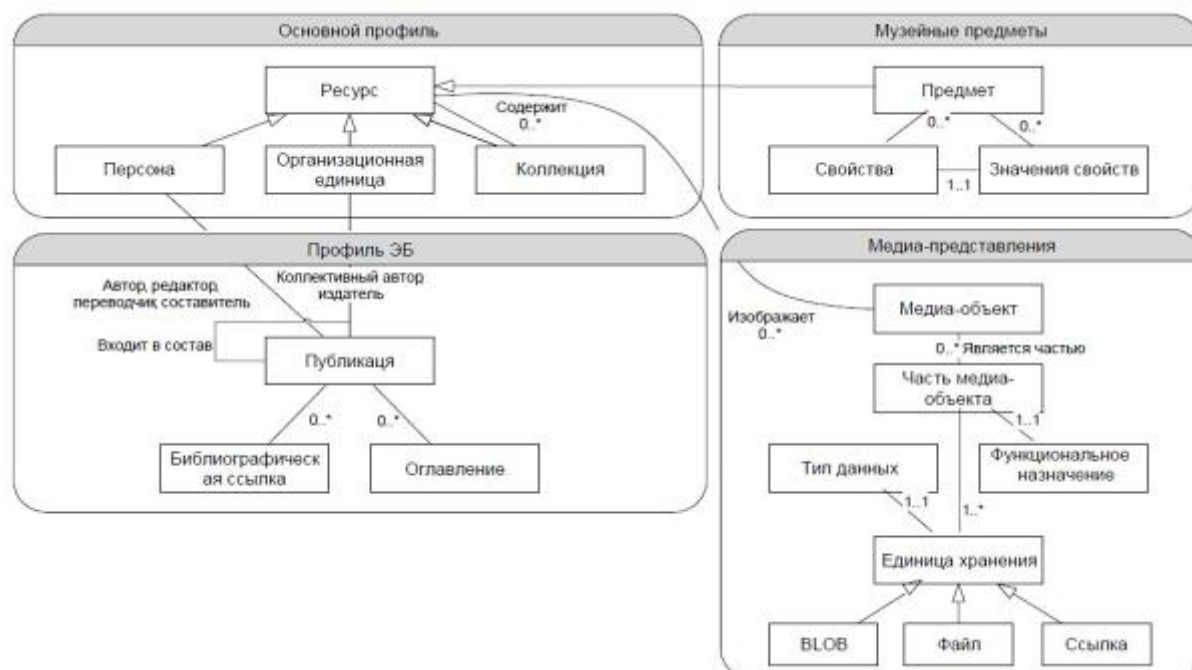 Основной профиль
Ресурс
Содержит
0..*
Персона
Организационная
единица
Коллекция
Музейные предметы
Предмет
0..*
0..*
Свойства
1..1
Значения свойств
Профиль ЭБ
Автор, редактор,
переводчик, составитель
Коллективный автор
издатель
Входит в состав
Публикаця
0..*
0..*
Библиографическ
ая ссылка
Оглавление
Медиа-представления
Изображает
0..*
Медиа-объект
0..* Является частью
Часть медиа-
объекта
1..1
Тип данных
Функциональное
назначение
1..1
1..*
Единица хранения
BLOB
Файл
Ссылка